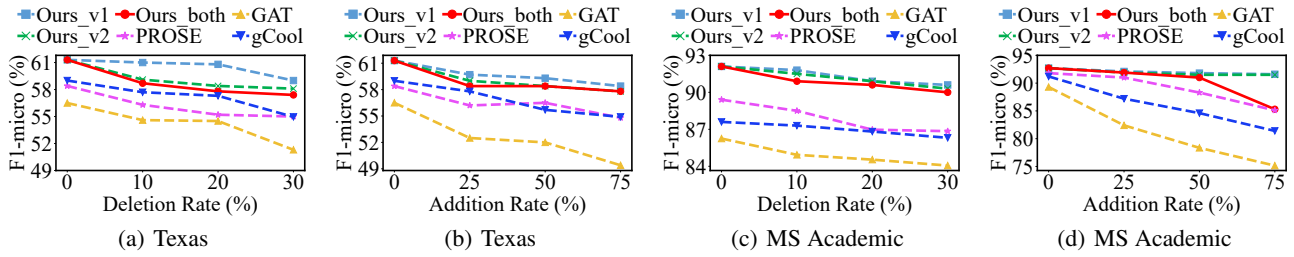 Ours_v1 Ours_both GAT
Ours_v2 PROSE gCool
F1-micro (%)
61
58
55
52
49
0 10 20 30
Deletion Rate (%)
(a) Texas
Ours_v1 Ours_both GAT
Ours_v2 PROSE gCool
F1-micro (%)
61
58
55
52
49
0 25 50 75
Addition Rate (%)
(b) Texas
Ours_v1 Ours_both GAT
Ours_v2 PROSE gCool
F1-micro (%)
93
90
87
84
0 10 20 30
Deletion Rate (%)
(c) MS Academic
Ours_v1 Ours_both GAT
Ours_v2 PROSE gCool
F1-micro (%)
95
90
85
80
75
0 25 50 75
Addition Rate (%)
(d) MS Academic